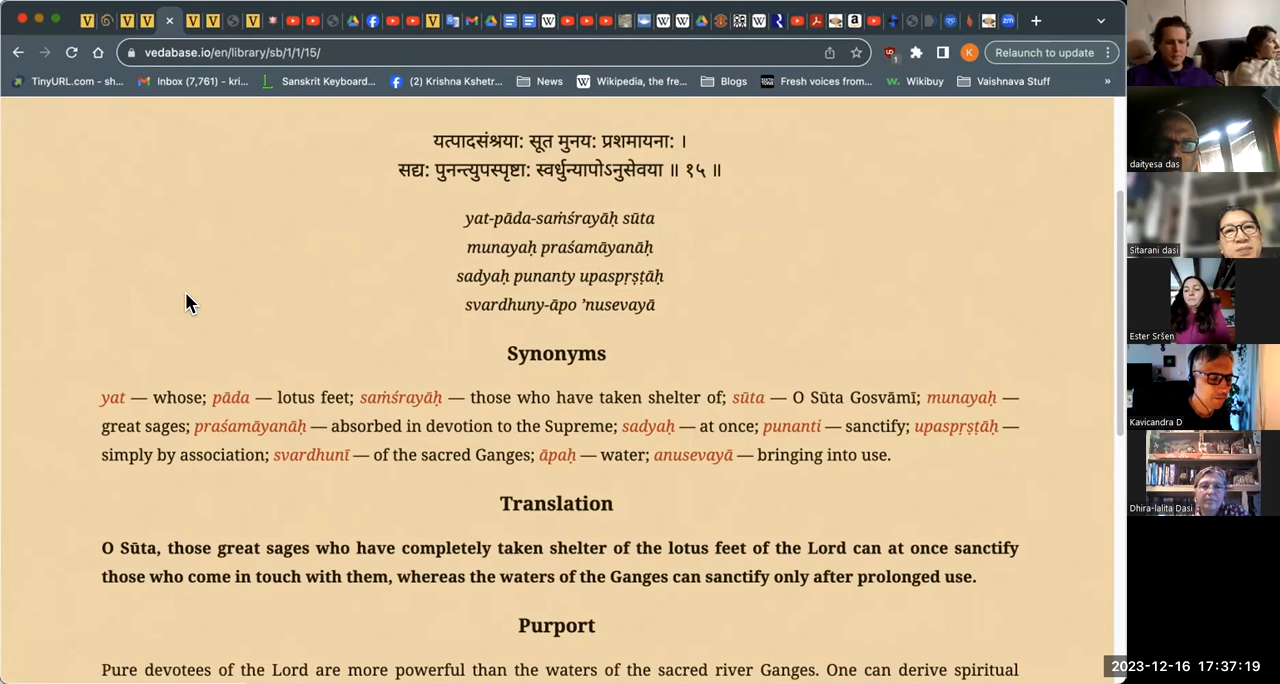 vedabase.io/en/library/sb/1/1/15/
Relaunch to update
TinyURL.com - sh...
Inbox (7,761) - kri...
Sanskrit Keyboard...
(2) Krishna Kshetr...
News
Wikipedia, the fre...
Blogs
Fresh voices from...
Wikibuy
Vaishnava Stuff
»
यत्पादसंश्रया: सूत मुनय: प्रशमायना: ।
सद्य: पुनन्त्युपस्पृष्टा: स्वर्धुन्यापोऽनुसेवया ॥ १५ ॥
yat-pāda-saṁśrayāḥ sūta
munayaḥ praśamāyanāḥ
sadyaḥ punanty upaspṛṣṭāḥ
svardhuny-āpo ’nusevayā
Synonyms
yat — whose; pāda — lotus feet; saṁśrayāḥ — those who have taken shelter of; sūta — O Sūta Gosvāmī; munayaḥ —
great sages; praśamāyanāḥ — absorbed in devotion to the Supreme; sadyaḥ — at once; punanti — sanctify; upaspṛṣṭāḥ —
simply by association; svardhunī — of the sacred Ganges; āpaḥ — water; anusevayā — bringing into use.
Translation
O Sūta, those great sages who have completely taken shelter of the lotus feet of the Lord can at once sanctify
those who come in touch with them, whereas the waters of the Ganges can sanctify only after prolonged use.
Purport
Pure devotees of the Lord are more powerful than the waters of the sacred river Ganges. One can derive spiritual
daityesa das
Sitarani dasi
Ester Sršen
Kavicandra D
Dhira-lalita Dasi
2023-12-16 17:37:19